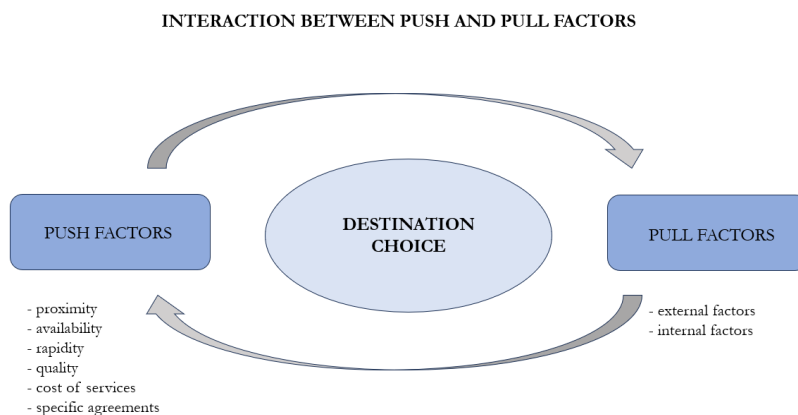 INTERACTION BETWEEN PUSH AND PULL FACTORS
PUSH FACTORS
DESTINATION
CHOICE
PULL FACTORS
- proximity
- availability
- rapidity
- quality
- cost of services
- specific agreements
- external factors
- internal factors